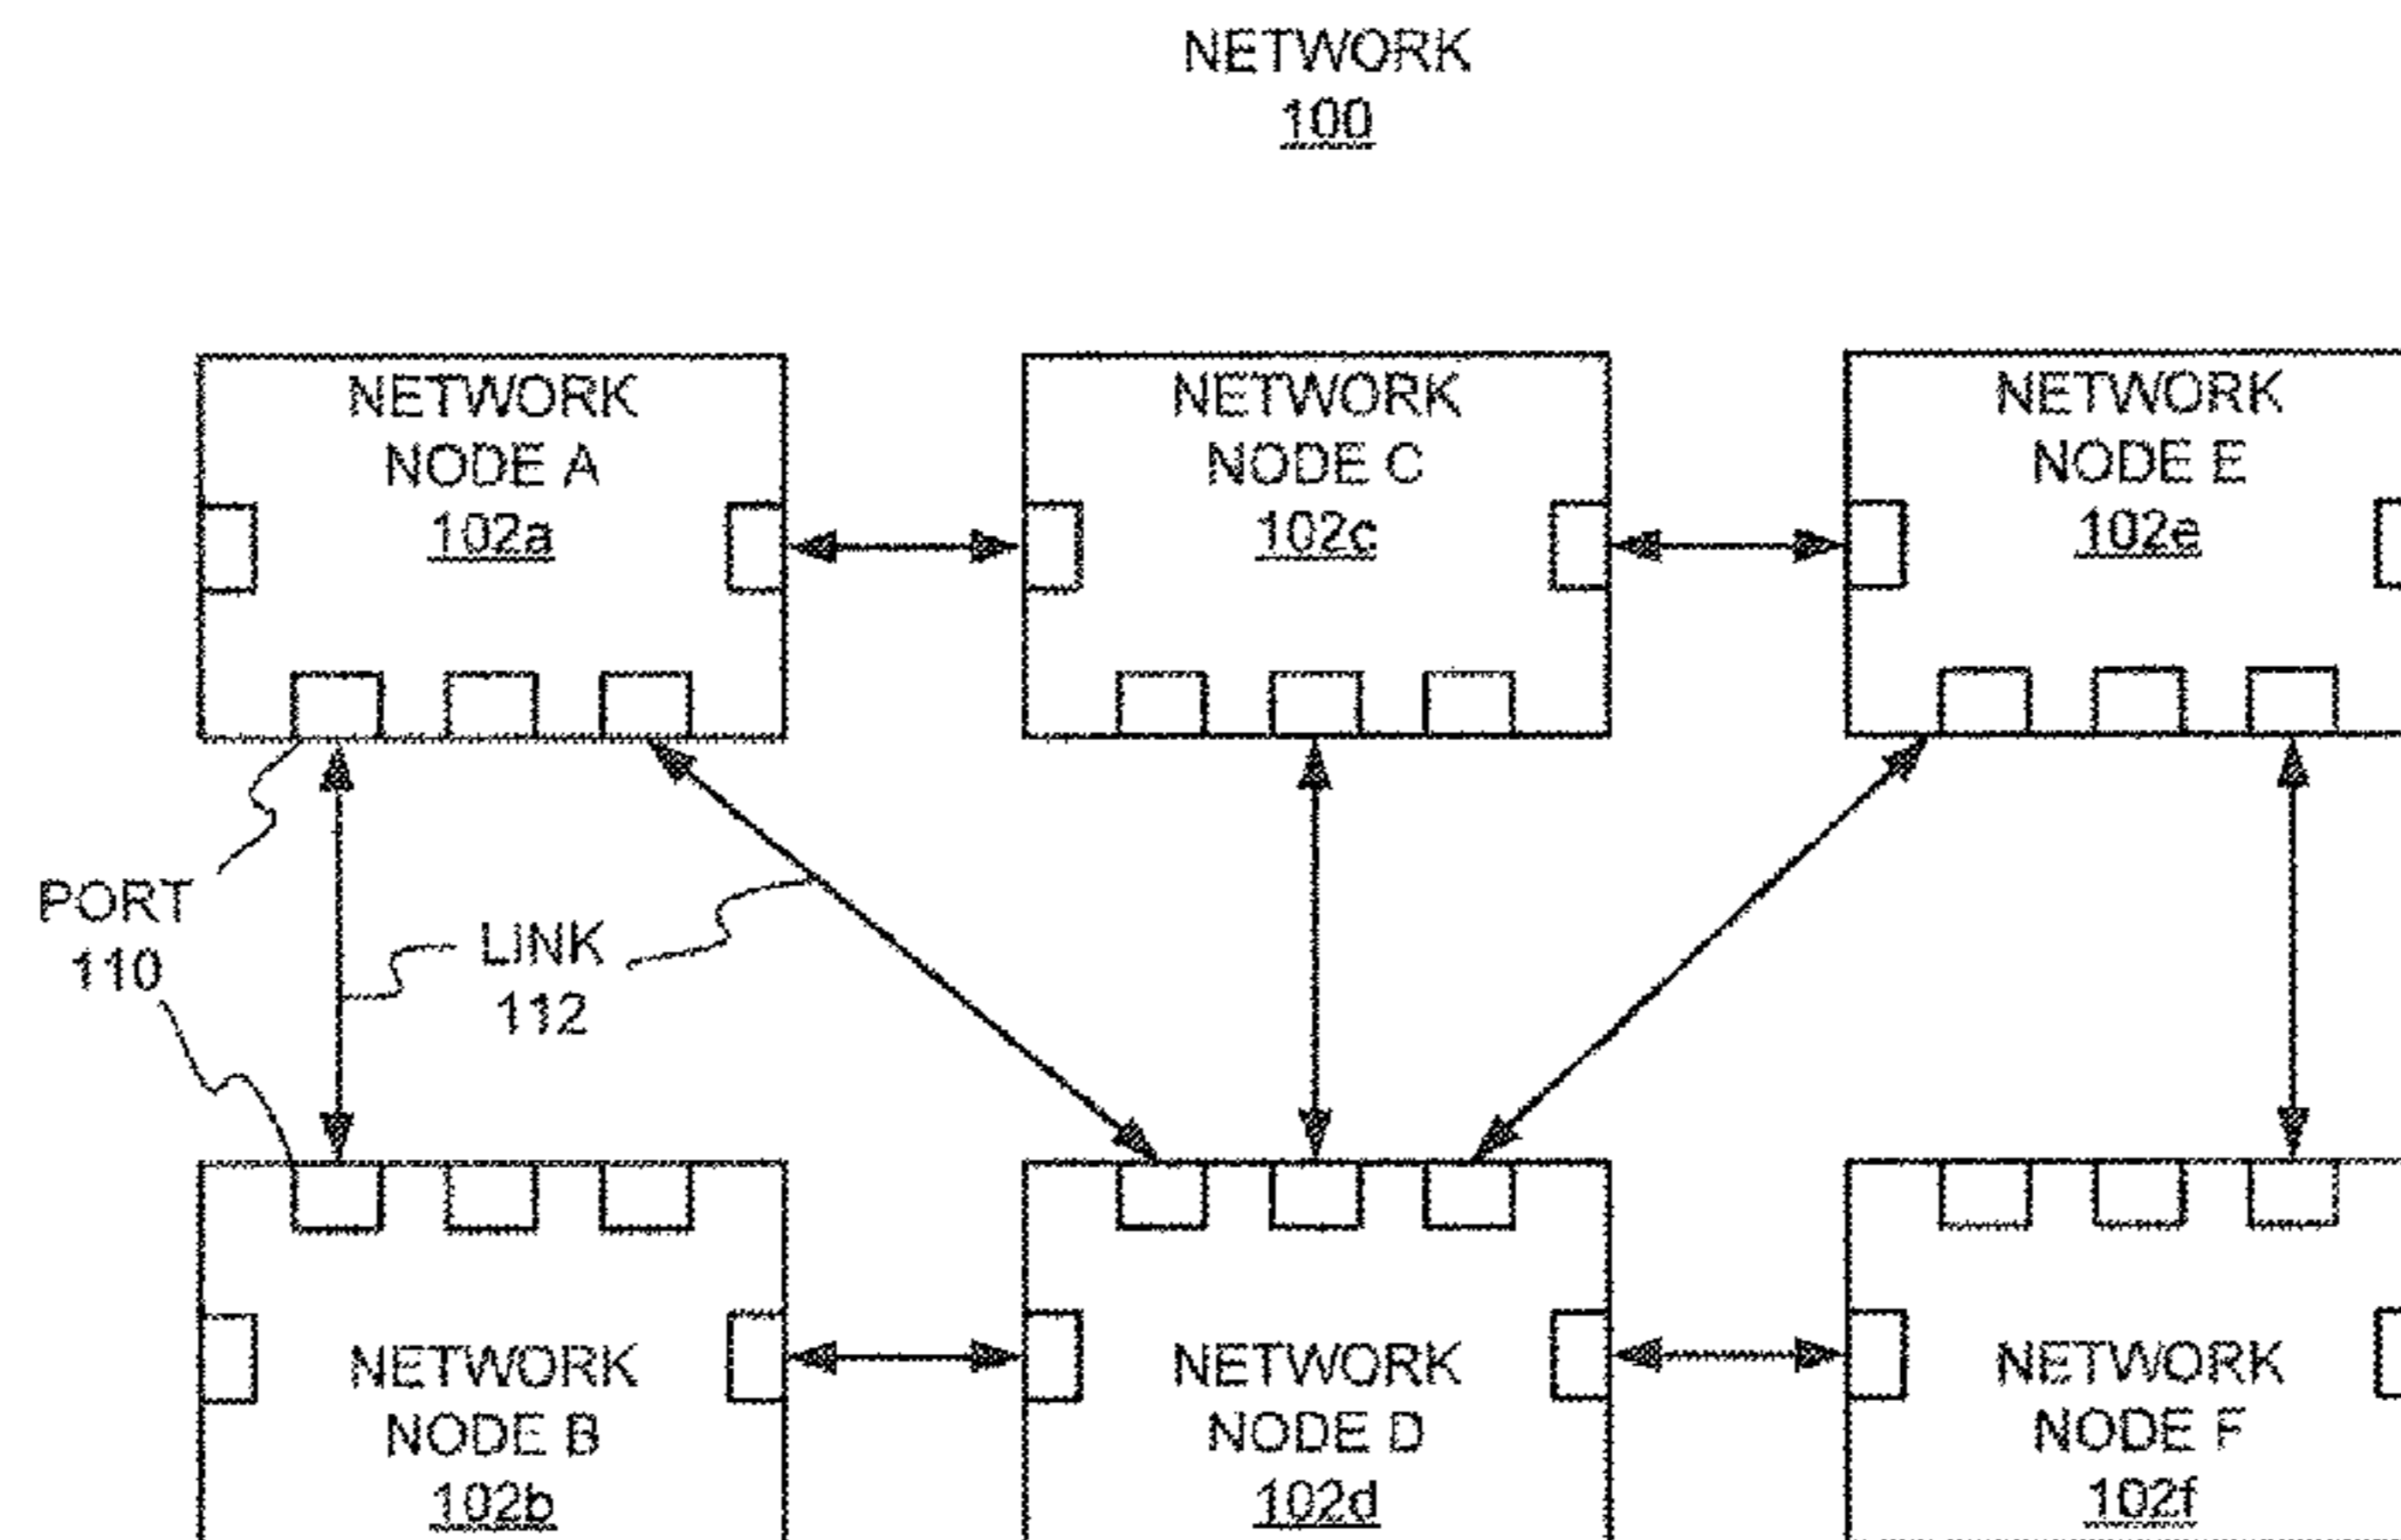 NETWORK
100
NETWORK
NODE A
102a
NETWORK
NODE C
102c
NETWORK
NODE E
102e
PORT
110
LINK
112
NETWORK
NODE B
102b
NETWORK
NODE D
102d
NETWORK
NODE F
102f